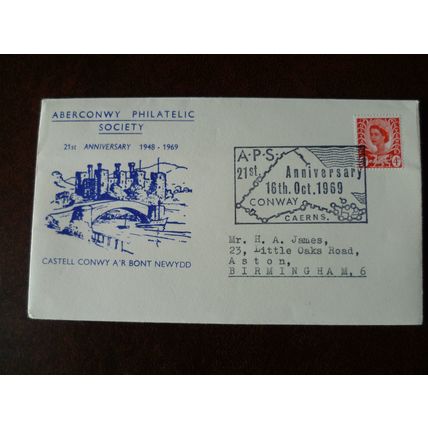 ABERCONWY PHILATELIC
SOCIETY
21st ANNIVERSARY 1948 - 1969
CASTELL CONWY A'R BONT NEWYDD
A·P·S·
21st. Anniversary
16th. Oct. 1969
CONWAY
CAERNS.
4D
Mr. H. A. James,
23, Little Oaks Road,
Aston,
BIRMINGHAM, 6